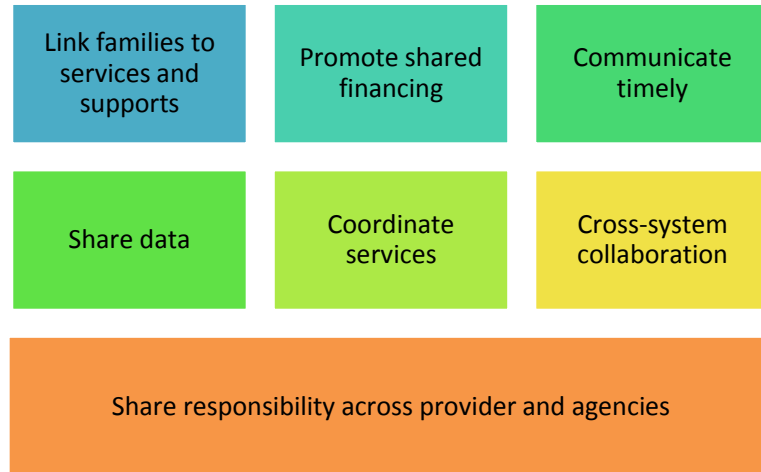 Link families to
services and
supports
Promote shared
financing
Communicate
timely
Share data
Coordinate
services
Cross-system
collaboration
Share responsibility across provider and agencies